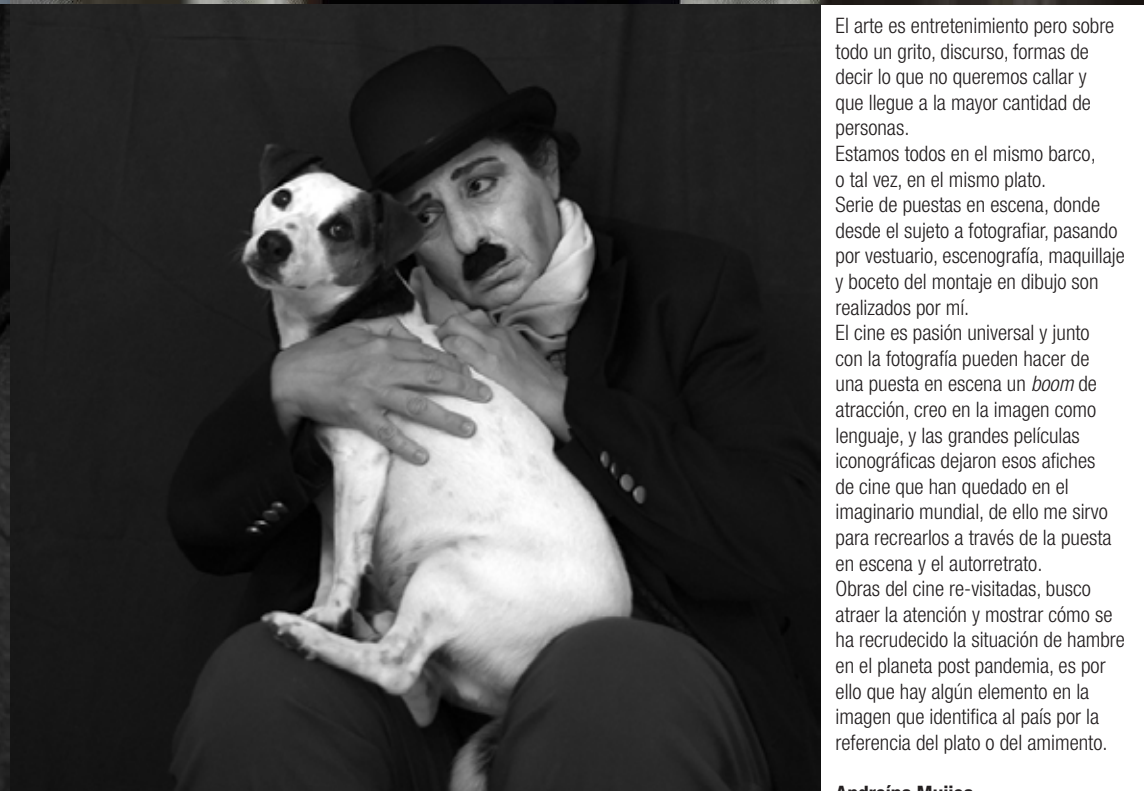 El arte es entretenimiento pero sobre
todo un grito, discurso, formas de
decir lo que no queremos callar y
que llegue a la mayor cantidad de
personas.
Estamos todos en el mismo barco,
o tal vez, en el mismo plato.
Serie de puestas en escena, donde
desde el sujeto a fotografiar, pasando
por vestuario, escenografía, maquillaje
y boceto del montaje en dibujo son
realizados por mí.
El cine es pasión universal y junto
con la fotografía pueden hacer de
una puesta en escena un boom de
atracción, creo en la imagen como
lenguaje, y las grandes películas
iconográficas dejaron esos afiches
de cine que han quedado en el
imaginario mundial, de ello me sirvo
para recrearlos a través de la puesta
en escena y el autorretrato.
Obras del cine re-visitadas, busco
atraer la atención y mostrar cómo se
ha recrudecido la situación de hambre
en el planeta post pandemia, es por
ello que hay algún elemento en la
imagen que identifica al país por la
referencia del plato o del amimento.
Andreína Mujica